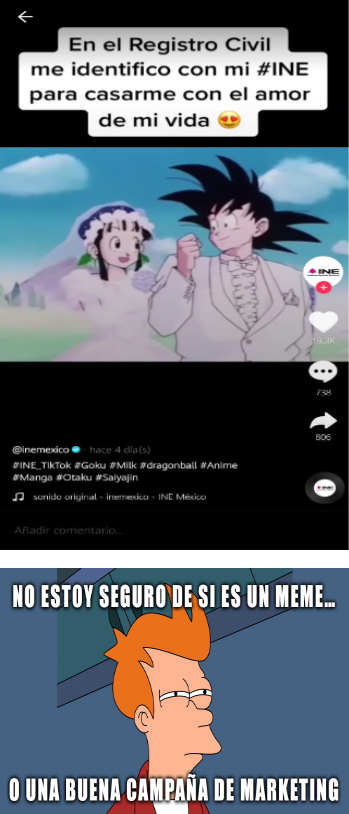 En el Registro Civil
me identifico con mi #INE
para casarme con el amor
de mi vida 😍
INE
19.3K
738
806
@inemexico hace 4 día(s)
#INE_TikTok #Goku #Milk #dragonball #Anime
#Manga #Otaku #Saiyajin
sonido original - inemexico - INE México
INE
Añadir comentario...
NO ESTOY SEGURO DE SI ES UN MEME...
O UNA BUENA CAMPAÑA DE MARKETING